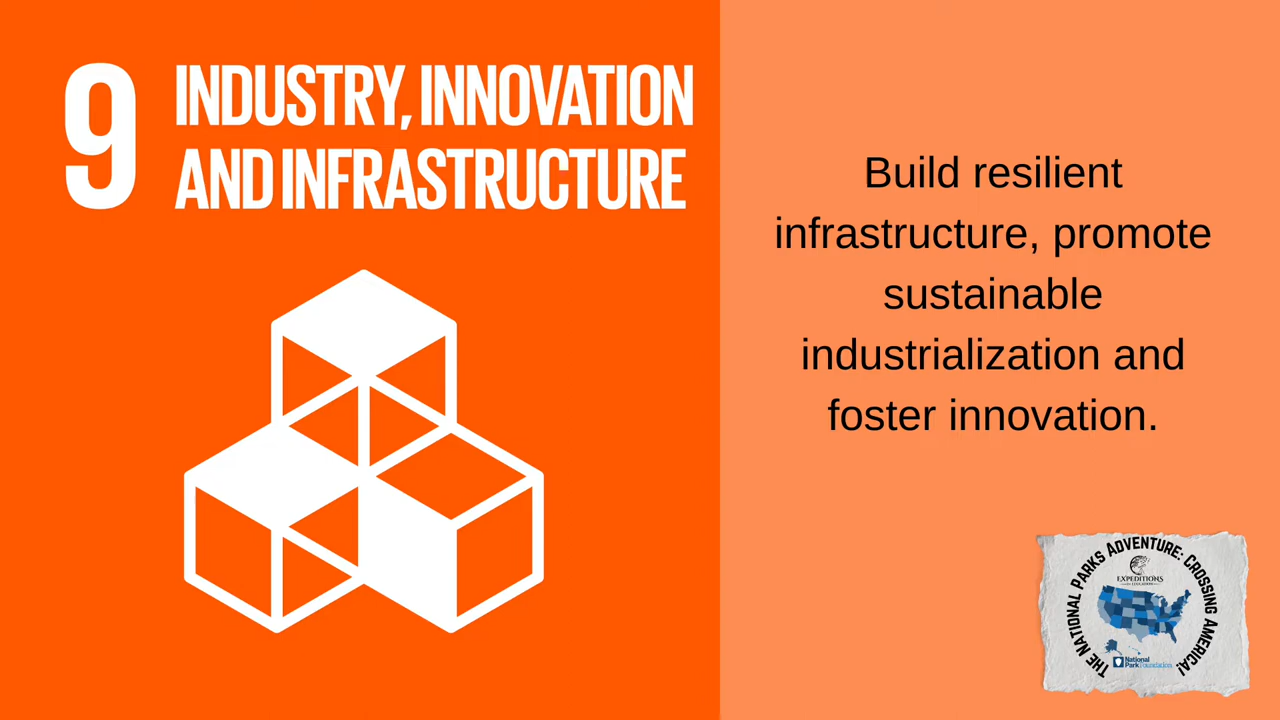 9
INDUSTRY, INNOVATION
AND INFRASTRUCTURE
Build resilient
infrastructure, promote
sustainable
industrialization and
foster innovation.
THE NATIONAL PARKS ADVENTURE: CROSSING AMERICA!
EXPEDITIONS
National
Park Foundation